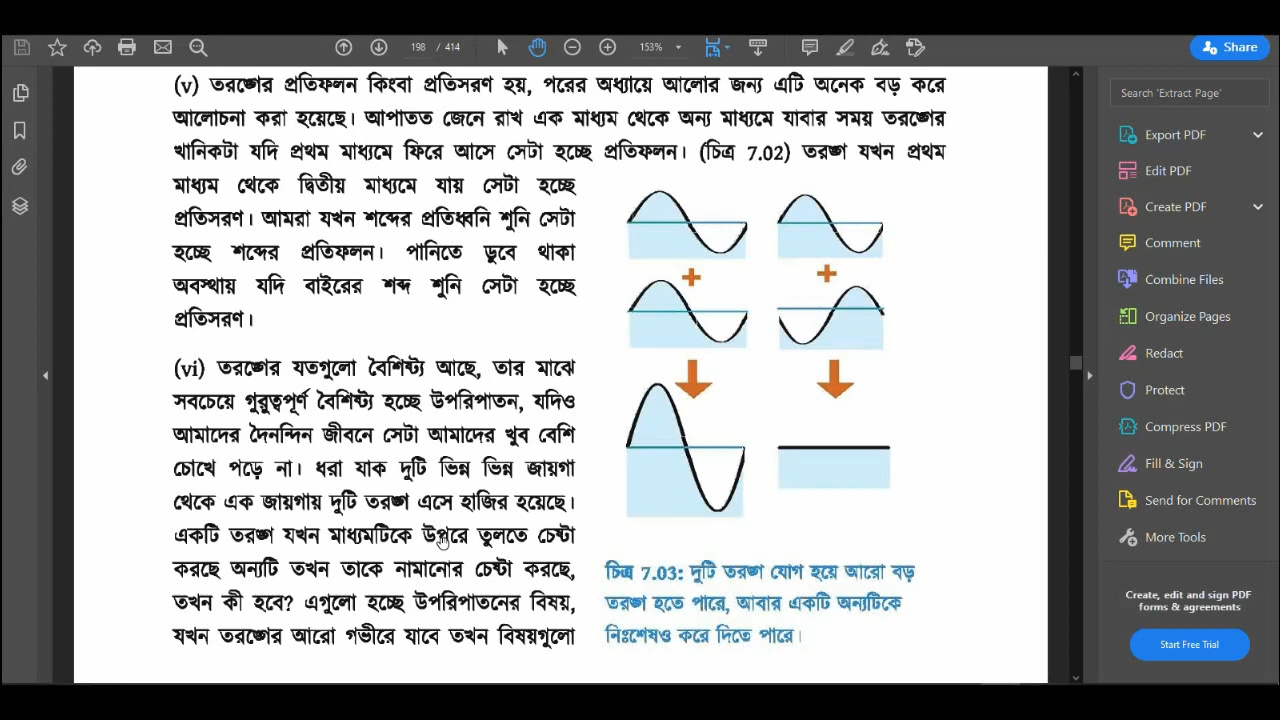 198 / 414
153%
Share
(v) তরঙ্গের প্রতিফলন কিংবা প্রতিসরণ হয়, পরের অধ্যায়ে আলোর জন্য এটি অনেক বড় করে
আলোচনা করা হয়েছে। আপাতত জেনে রাখ এক মাধ্যম থেকে অন্য মাধ্যমে যাবার সময় তরঙ্গের
খানিকটা যদি প্রথম মাধ্যমে ফিরে আসে সেটা হচ্ছে প্রতিফলন। (চিত্র 7.02) তরঙ্গ যখন প্রথম
মাধ্যম থেকে দ্বিতীয় মাধ্যমে যায় সেটা হচ্ছে
প্রতিসরণ। আমরা যখন শব্দের প্রতিধ্বনি শুনি সেটা
হচ্ছে শব্দের প্রতিফলন। পানিতে ডুবে থাকা
অবস্থায় যদি বাইরের শব্দ শুনি সেটা হচ্ছে
প্রতিসরণ।
(vi) তরঙ্গের যতগুলো বৈশিষ্ট্য আছে, তার মাঝে
সবচেয়ে গুরুত্বপূর্ণ বৈশিষ্ট্য হচ্ছে উপরিপাতন, যদিও
আমাদের দৈনন্দিন জীবনে সেটা আমাদের খুব বেশি
চোখে পড়ে না। ধরা যাক দুটি ভিন্ন ভিন্ন জায়গা
থেকে এক জায়গায় দুটি তরঙ্গ এসে হাজির হয়েছে।
একটি তরঙ্গ যখন মাধ্যমটিকে উপরে তুলতে চেষ্টা
করছে অন্যটি তখন তাকে নামানোর চেষ্টা করছে,
তখন কী হবে? এগুলো হচ্ছে উপরিপাতনের বিষয়,
যখন তরঙ্গের আরো গভীরে যাবে তখন বিষয়গুলো
চিত্র 7.03: দুটি তরঙ্গ যোগ হয়ে আরো বড়
তরঙ্গ হতে পারে, আবার একটি অন্যটিকে
নিঃশেষও করে দিতে পারে।
Search 'Extract Page'
Export PDF
Edit PDF
Create PDF
Comment
Combine Files
Organize Pages
Redact
Protect
Compress PDF
Fill & Sign
Send for Comments
More Tools
Create, edit and sign PDF
forms & agreements
Start Free Trial